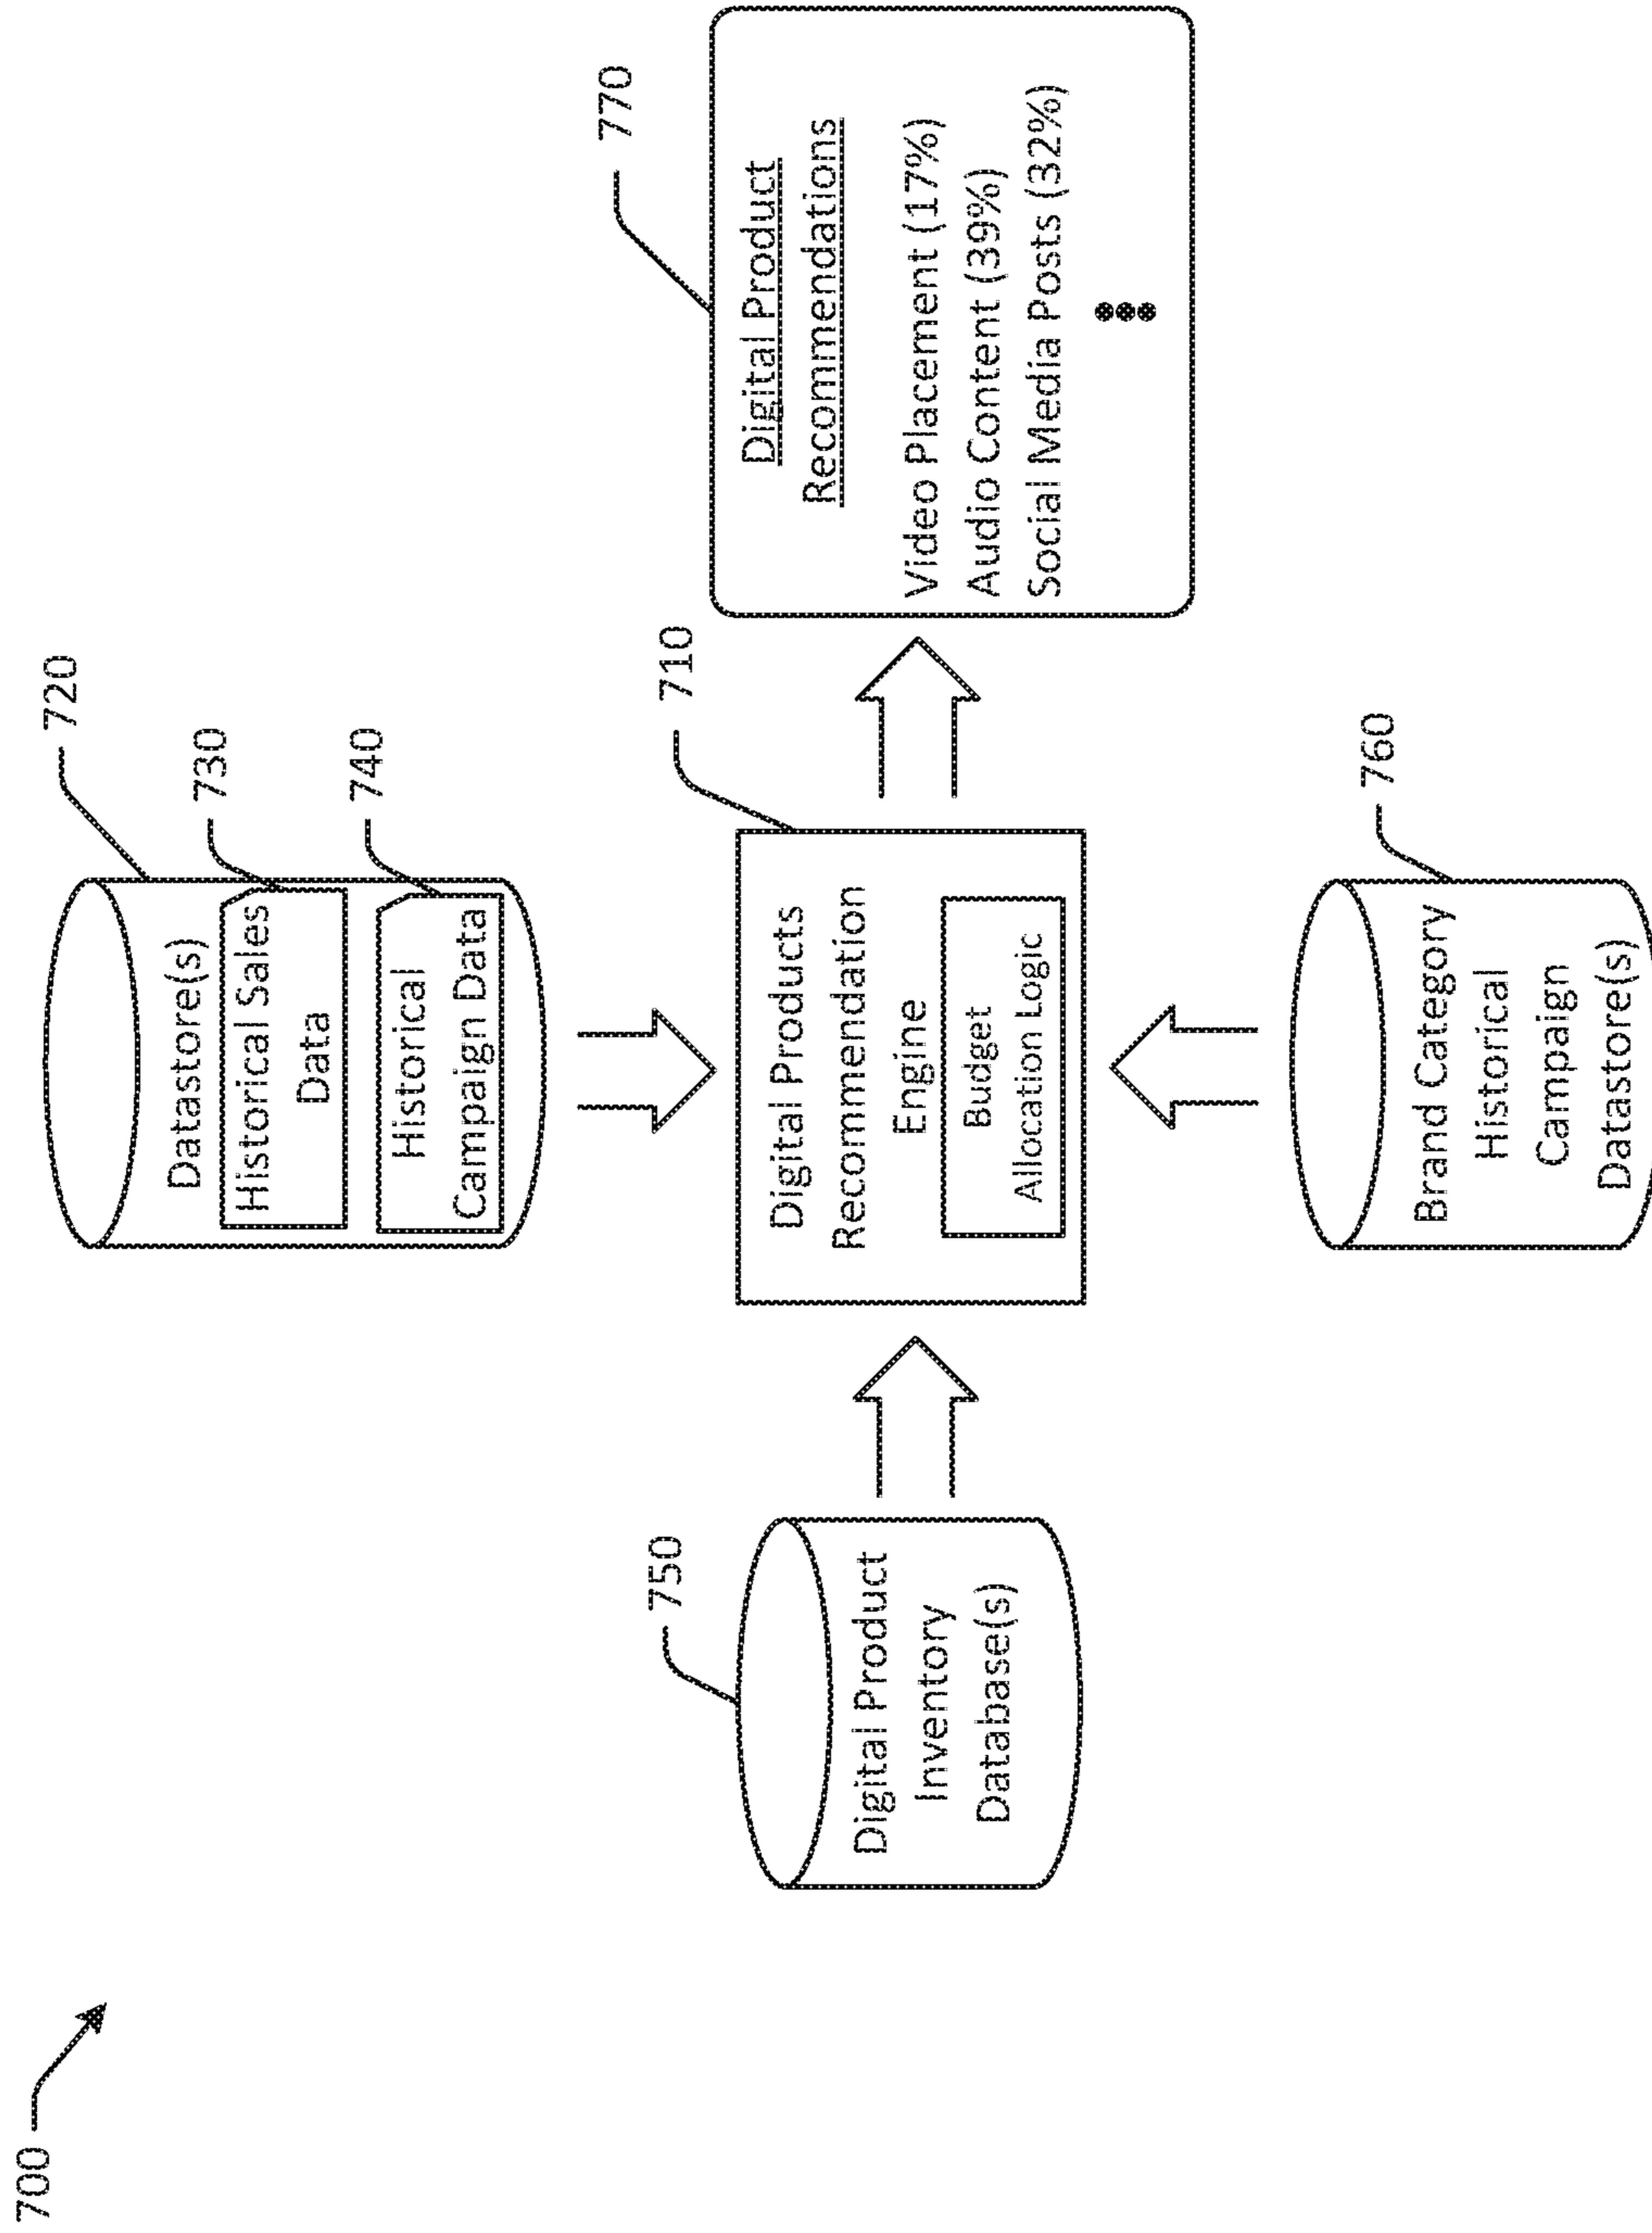 700
720
Datastore(s)
730
Historical Sales
Data
740
Historical
Campaign Data
750
Digital Product
Inventory
Database(s)
710
Digital Products
Recommendation
Engine
Budget
Allocation Logic
770
Digital Product
Recommendations
Video Placement (17%)
Audio Content (39%)
Social Media Posts (32%)
760
Brand Category
Historical
Campaign
Datastore(s)